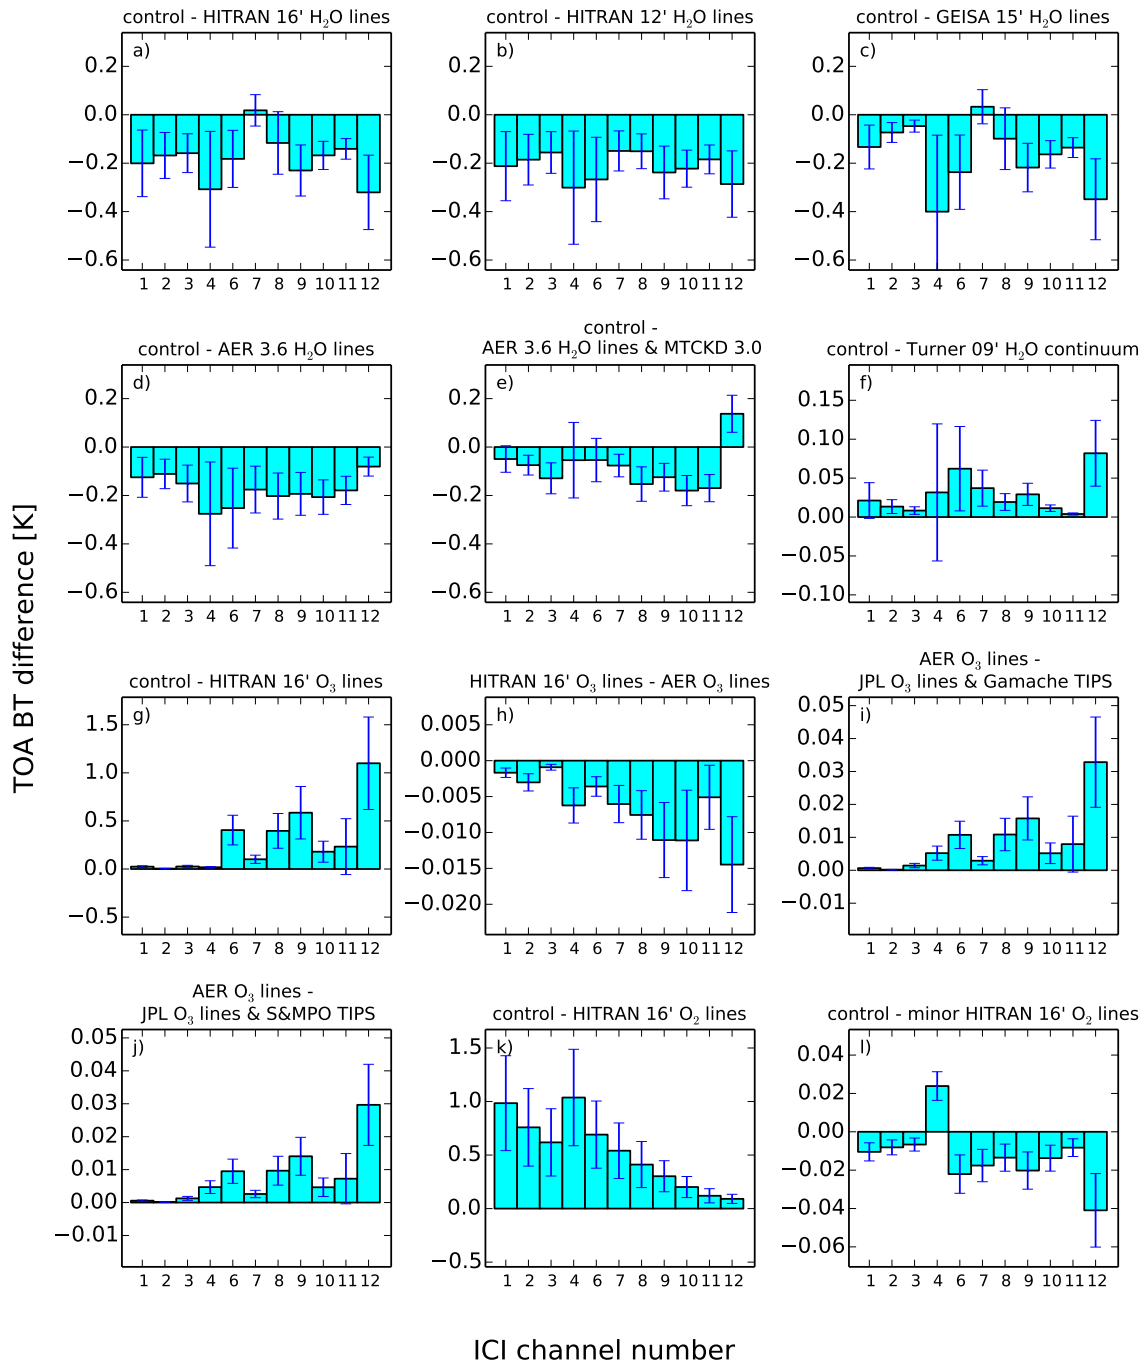 control - HITRAN 16' H₂O lines
a)
0.2
0.0
−0.2
−0.4
−0.6
1 2 3 4 6 7 8 9 10 11 12
control - HITRAN 12' H₂O lines
b)
0.2
0.0
−0.2
−0.4
−0.6
1 2 3 4 6 7 8 9 10 11 12
control - GEISA 15' H₂O lines
c)
0.2
0.0
−0.2
−0.4
−0.6
1 2 3 4 6 7 8 9 10 11 12
control - AER 3.6 H₂O lines
d)
0.2
0.0
−0.2
−0.4
−0.6
1 2 3 4 6 7 8 9 10 11 12
control -
AER 3.6 H₂O lines & MTCKD 3.0
e)
0.2
0.0
−0.2
−0.4
−0.6
1 2 3 4 6 7 8 9 10 11 12
control - Turner 09' H₂O continuum
f)
0.15
0.10
0.05
0.00
−0.05
−0.10
1 2 3 4 6 7 8 9 10 11 12
TOA BT difference [K]
control - HITRAN 16' O₃ lines
g)
1.5
1.0
0.5
0.0
−0.5
1 2 3 4 6 7 8 9 10 11 12
HITRAN 16' O₃ lines - AER O₃ lines
h)
0.005
0.000
−0.005
−0.010
−0.015
−0.020
1 2 3 4 6 7 8 9 10 11 12
AER O₃ lines -
JPL O₃ lines & Gamache TIPS
i)
0.05
0.04
0.03
0.02
0.01
0.00
−0.01
1 2 3 4 6 7 8 9 10 11 12
AER O₃ lines -
JPL O₃ lines & S&MPO TIPS
j)
0.05
0.04
0.03
0.02
0.01
0.00
−0.01
1 2 3 4 6 7 8 9 10 11 12
control - HITRAN 16' O₂ lines
k)
1.5
1.0
0.5
0.0
−0.5
1 2 3 4 6 7 8 9 10 11 12
control - minor HITRAN 16' O₂ lines
l)
0.04
0.02
0.00
−0.02
−0.04
−0.06
1 2 3 4 6 7 8 9 10 11 12
ICI channel number